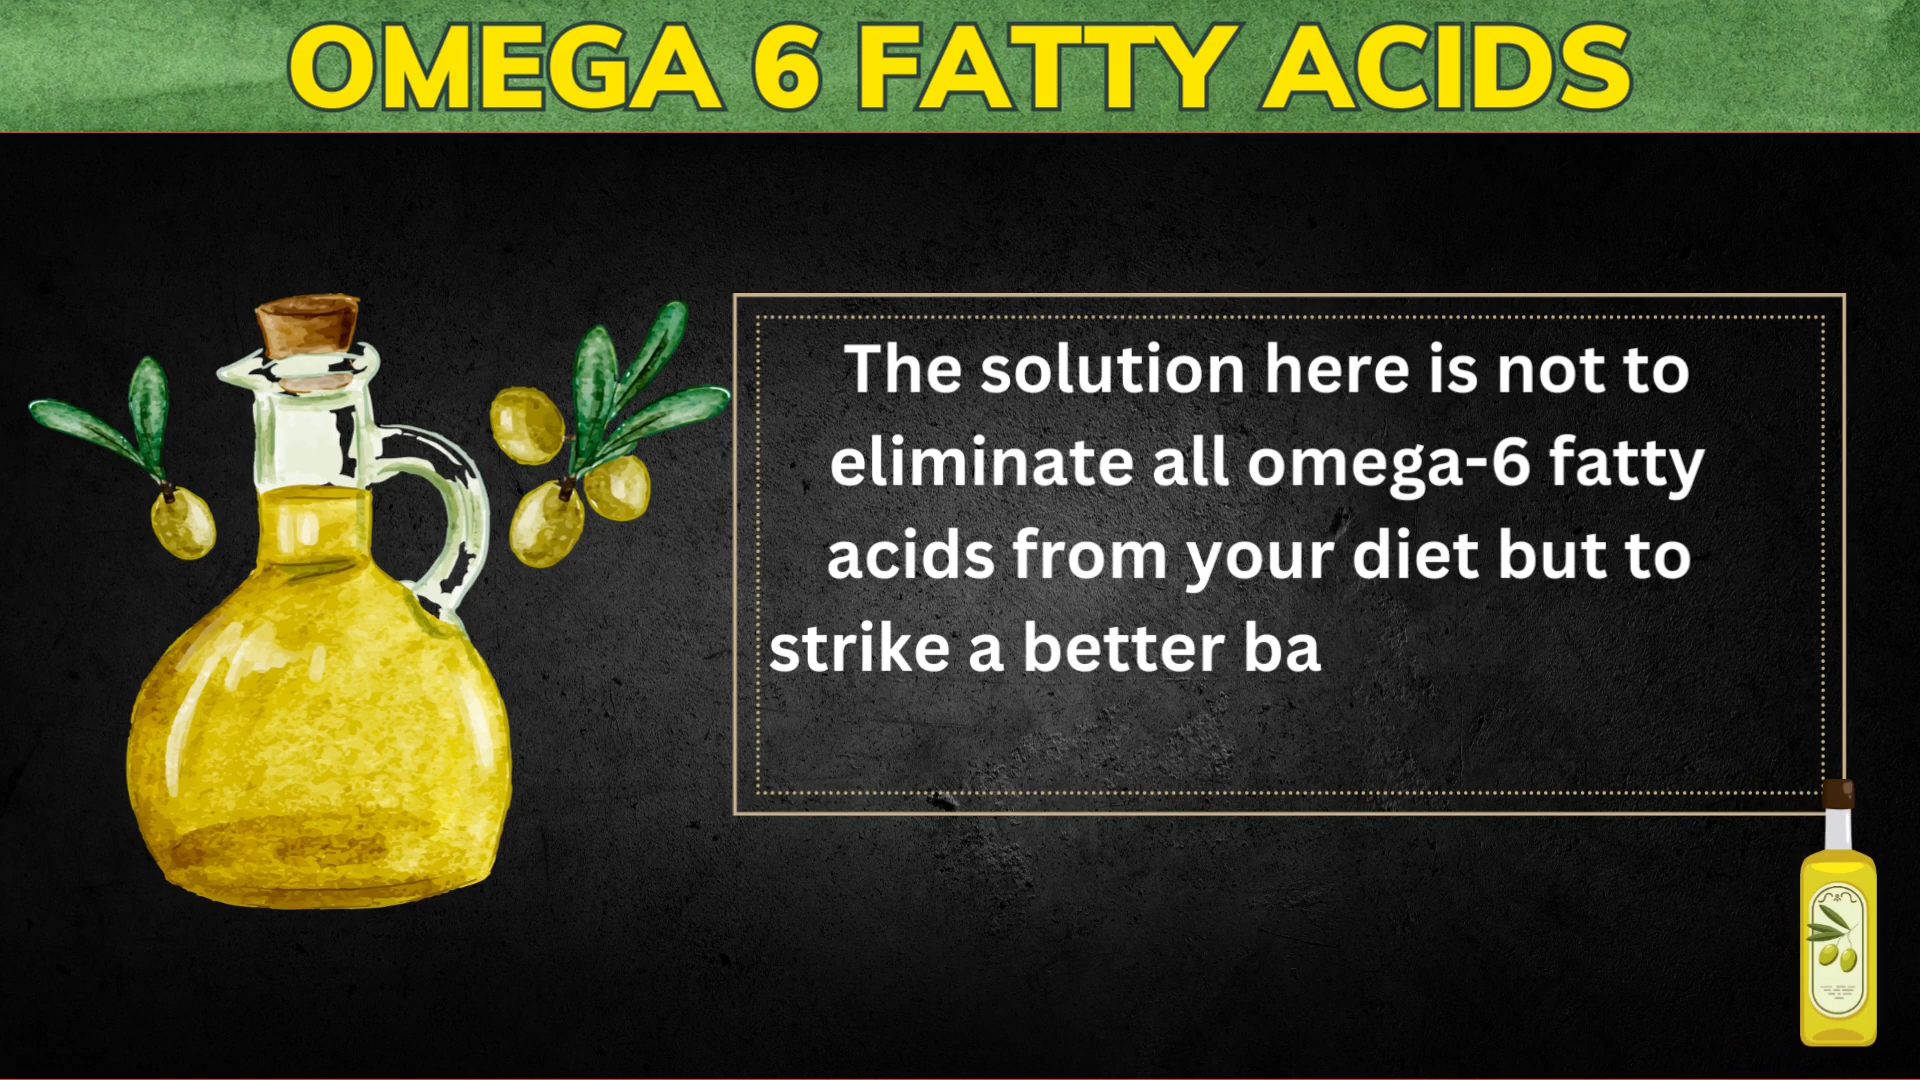 OMEGA 6 FATTY ACIDS
The solution here is not to
eliminate all omega-6 fatty
acids from your diet but to
strike a better ba